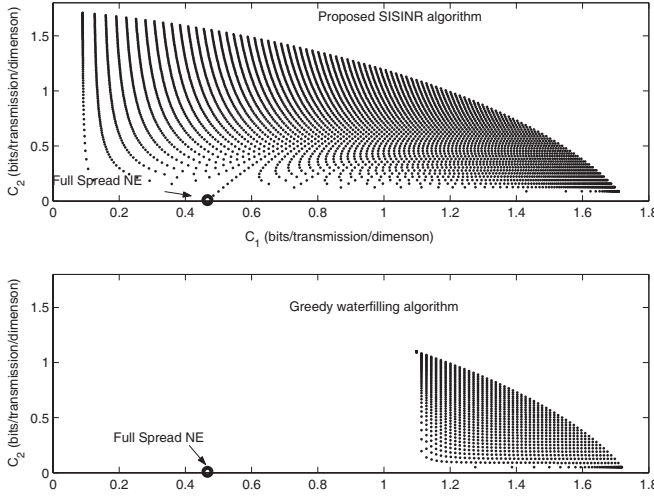 Proposed SISINR algorithm
C₂ (bits/transmission/dimenson)
1.5
1
0.5
0
Full Spread NE
0 0.2 0.4 0.6 0.8 1 1.2 1.4 1.6 1.8
C₁ (bits/transmission/dimenson)
Greedy waterfilling algorithm
C₂ (bits/transmission/dimenson)
1.5
1
0.5
0
Full Spread NE
0 0.2 0.4 0.6 0.8 1 1.2 1.4 1.6 1.8